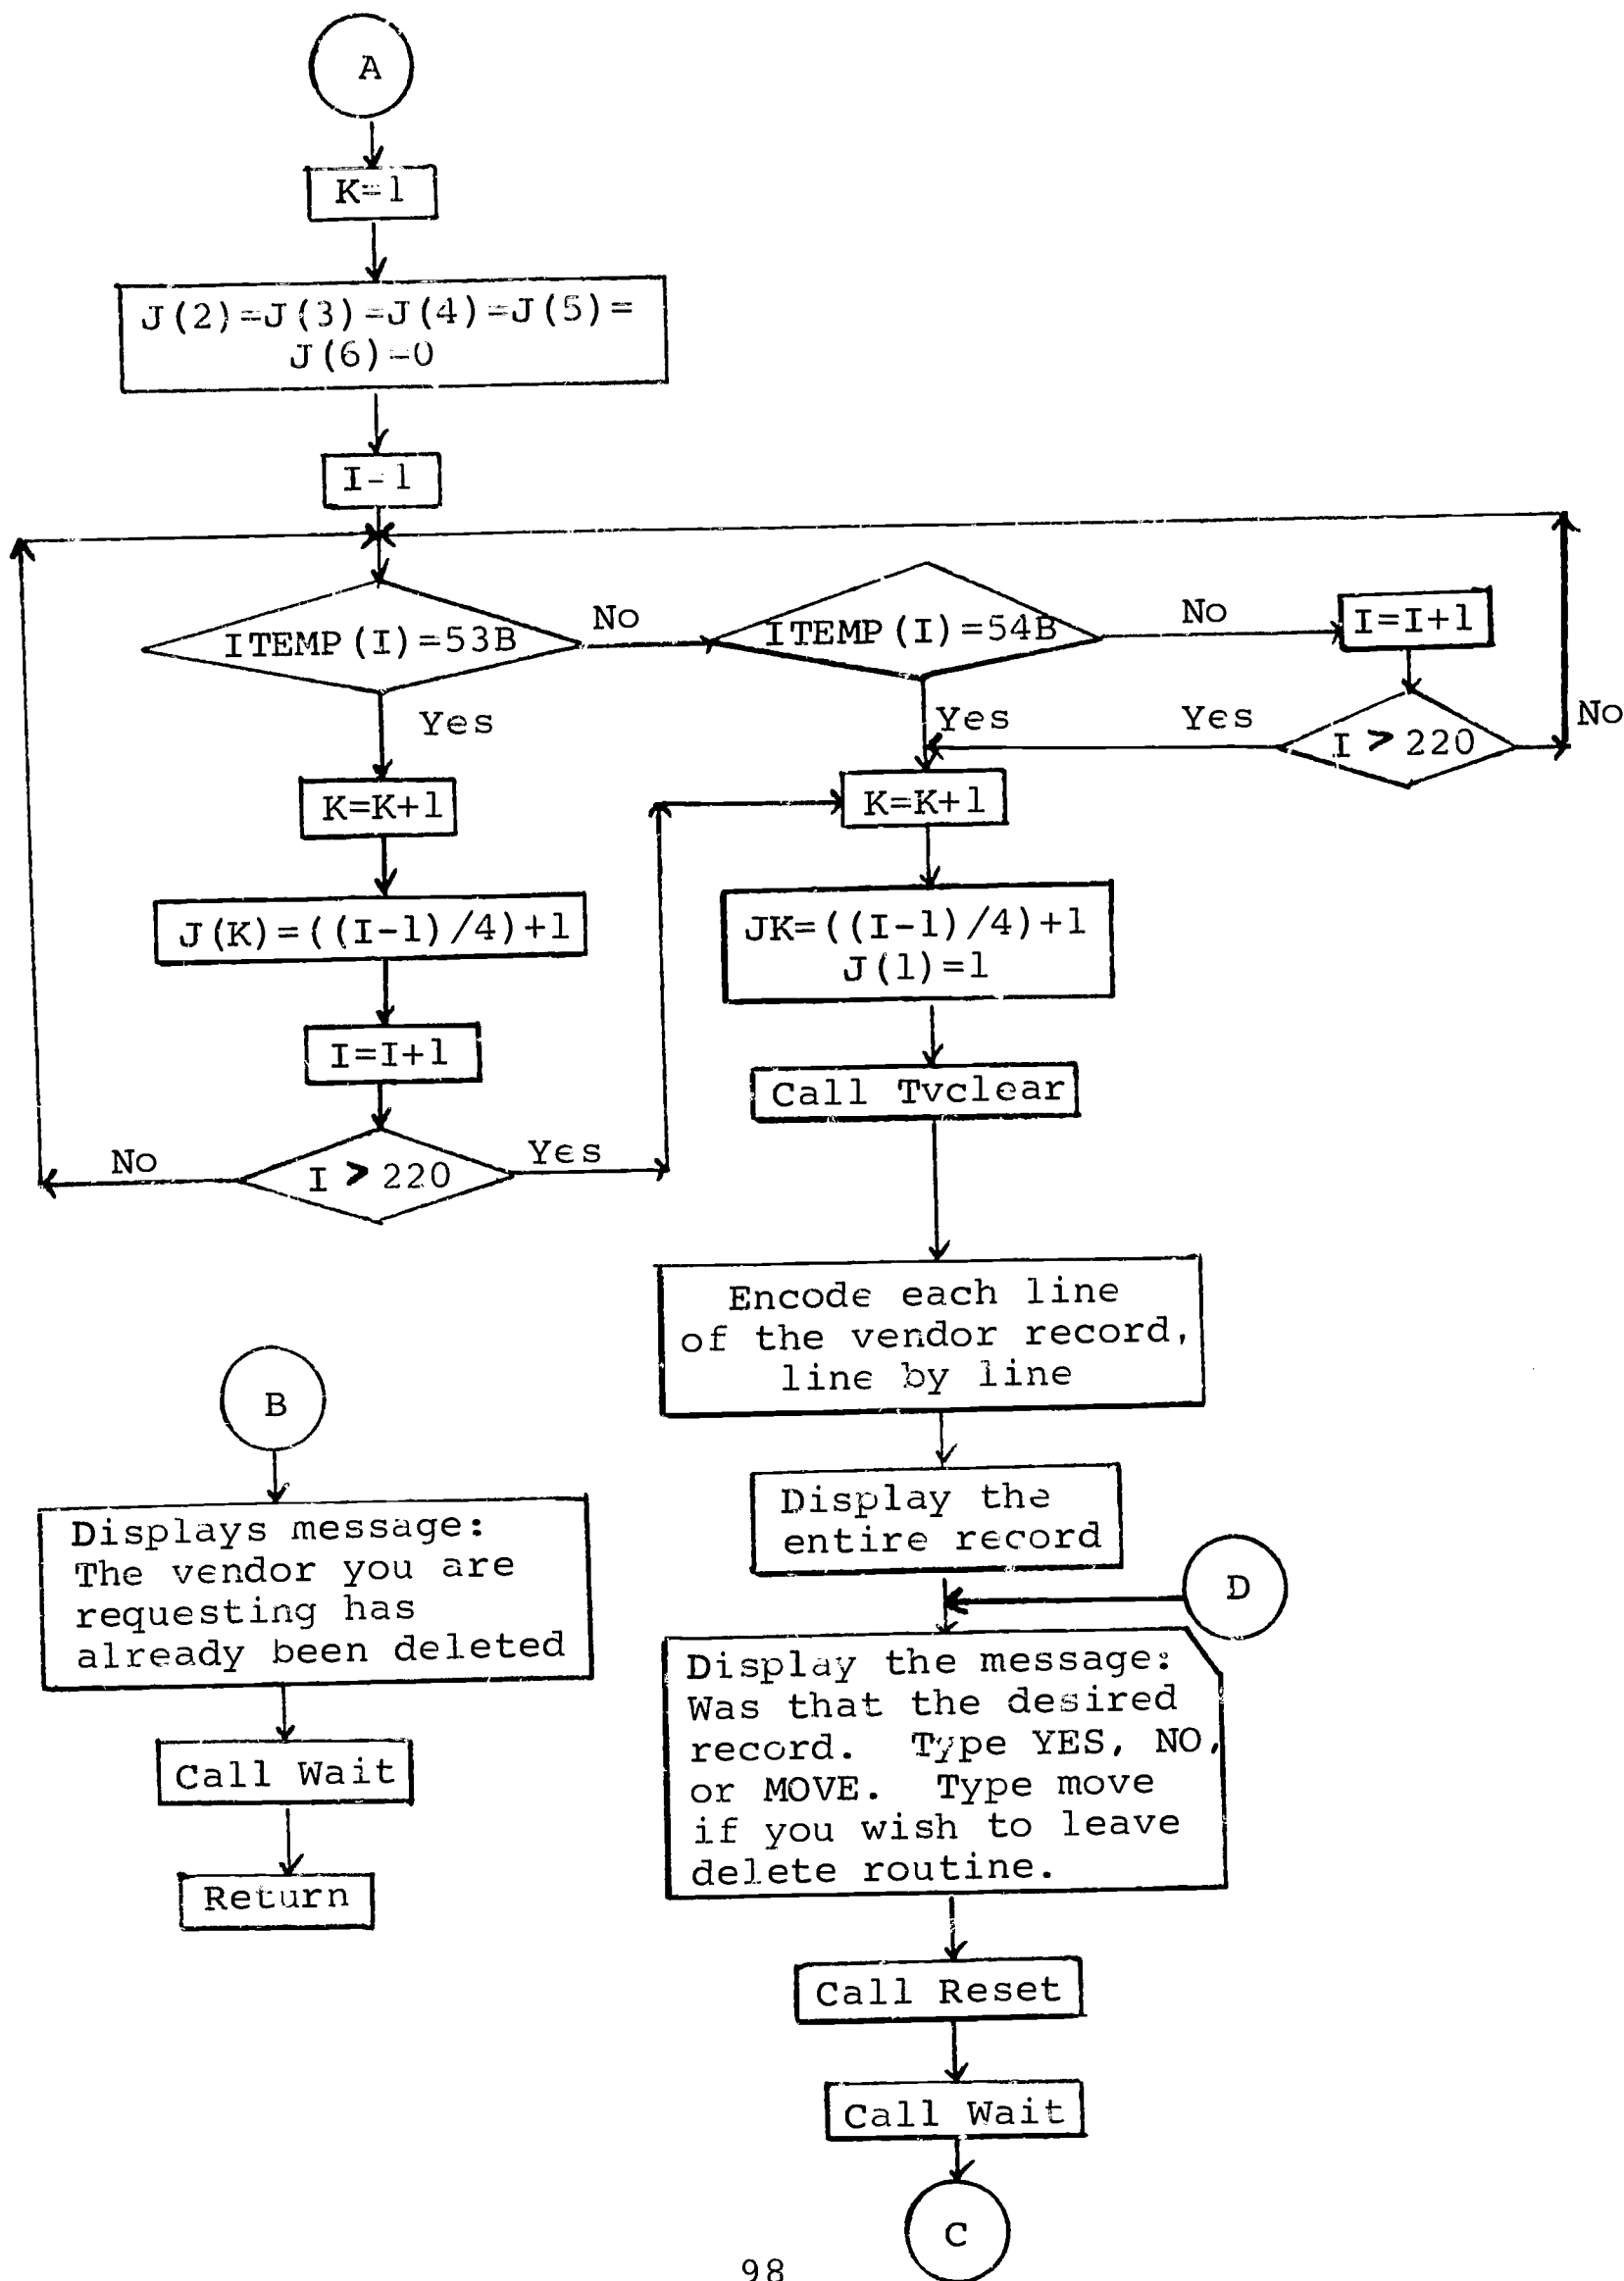 A
K=1
J(2)=J(3)=J(4)=J(5)=
J(6)=0
I-1
ITEMP(I)=53B
No
ITEMP(I)=54B
No
I=I+1
Yes
Yes
Yes
I > 220
No
K=K+1
K=K+1
J(K)=((I-1)/4)+1
JK=((I-1)/4)+1
J(1)=1
I=I+1
Call Tvclear
No
I > 220
Yes
Encode each line
of the vendor record,
line by line
B
Display the
entire record
Displays message:
The vendor you are
requesting has
already been deleted
D
Display the message:
Was that the desired
record. Type YES, NO,
or MOVE. Type move
if you wish to leave
delete routine.
Call Wait
Return
Call Reset
Call Wait
C
98